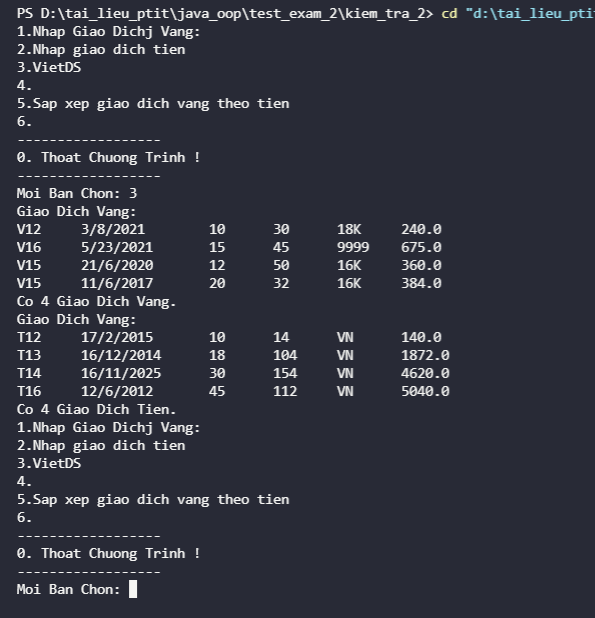 PS D:\tai_lieu_ptit\java_oop\test_exam_2\kiem_tra_2> cd "d:\tai_lieu_pti
1.Nhap Giao Dichj Vang:
2.Nhap giao dich tien
3.VietDS
4.
5.Sap xep giao dich vang theo tien
6.
------------------
0. Thoat Chuong Trinh !
------------------
Moi Ban Chon: 3
Giao Dich Vang:
V12     3/8/2021        10      30      18K     240.0
V16     5/23/2021       15      45      9999    675.0
V15     21/6/2020       12      50      16K     360.0
V15     11/6/2017       20      32      16K     384.0
Co 4 Giao Dich Vang.
Giao Dich Vang:
T12     17/2/2015       10      14      VN      140.0
T13     16/12/2014      18      104     VN      1872.0
T14     16/11/2025      30      154     VN      4620.0
T16     12/6/2012       45      112     VN      5040.0
Co 4 Giao Dich Tien.
1.Nhap Giao Dichj Vang:
2.Nhap giao dich tien
3.VietDS
4.
5.Sap xep giao dich vang theo tien
6.
------------------
0. Thoat Chuong Trinh !
------------------
Moi Ban Chon: